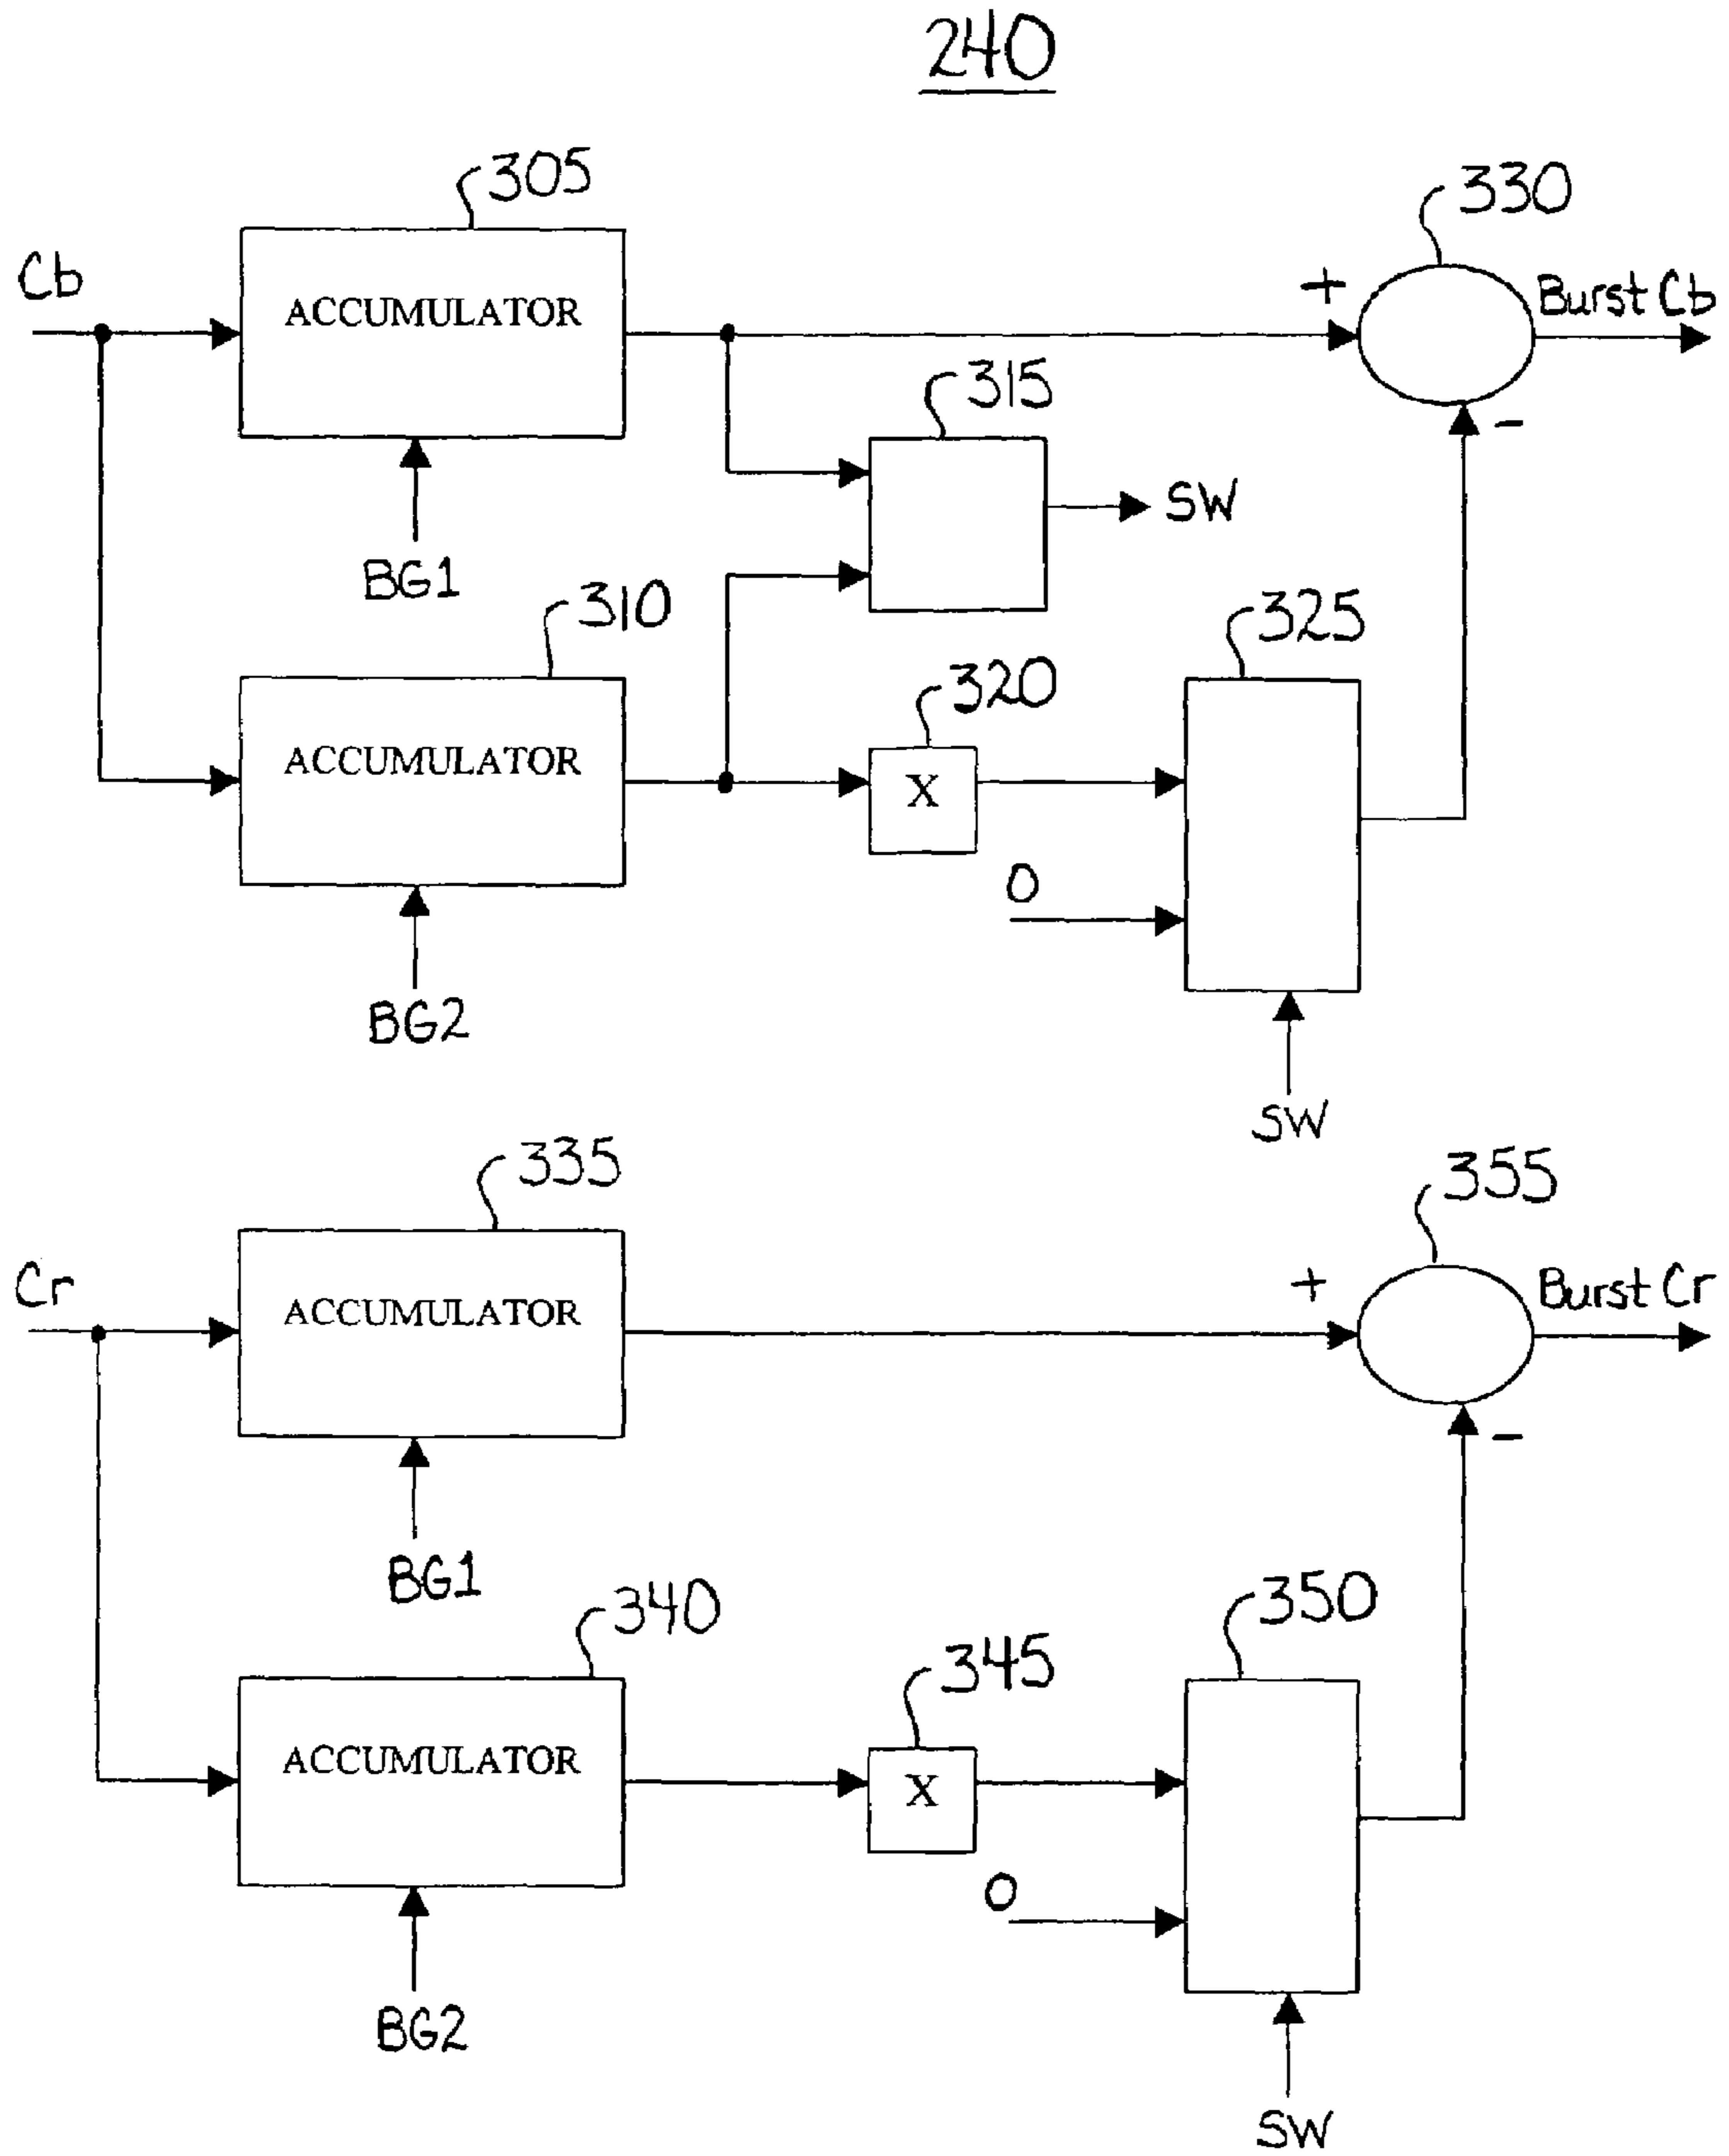 240
305
330
Cb
ACCUMULATOR
+
Burst Cb
315
-
SW
BG1
310
325
320
ACCUMULATOR
X
0
BG2
SW
335
355
Cr
ACCUMULATOR
+
Burst Cr
-
BG1
340
350
345
ACCUMULATOR
X
0
BG2
SW